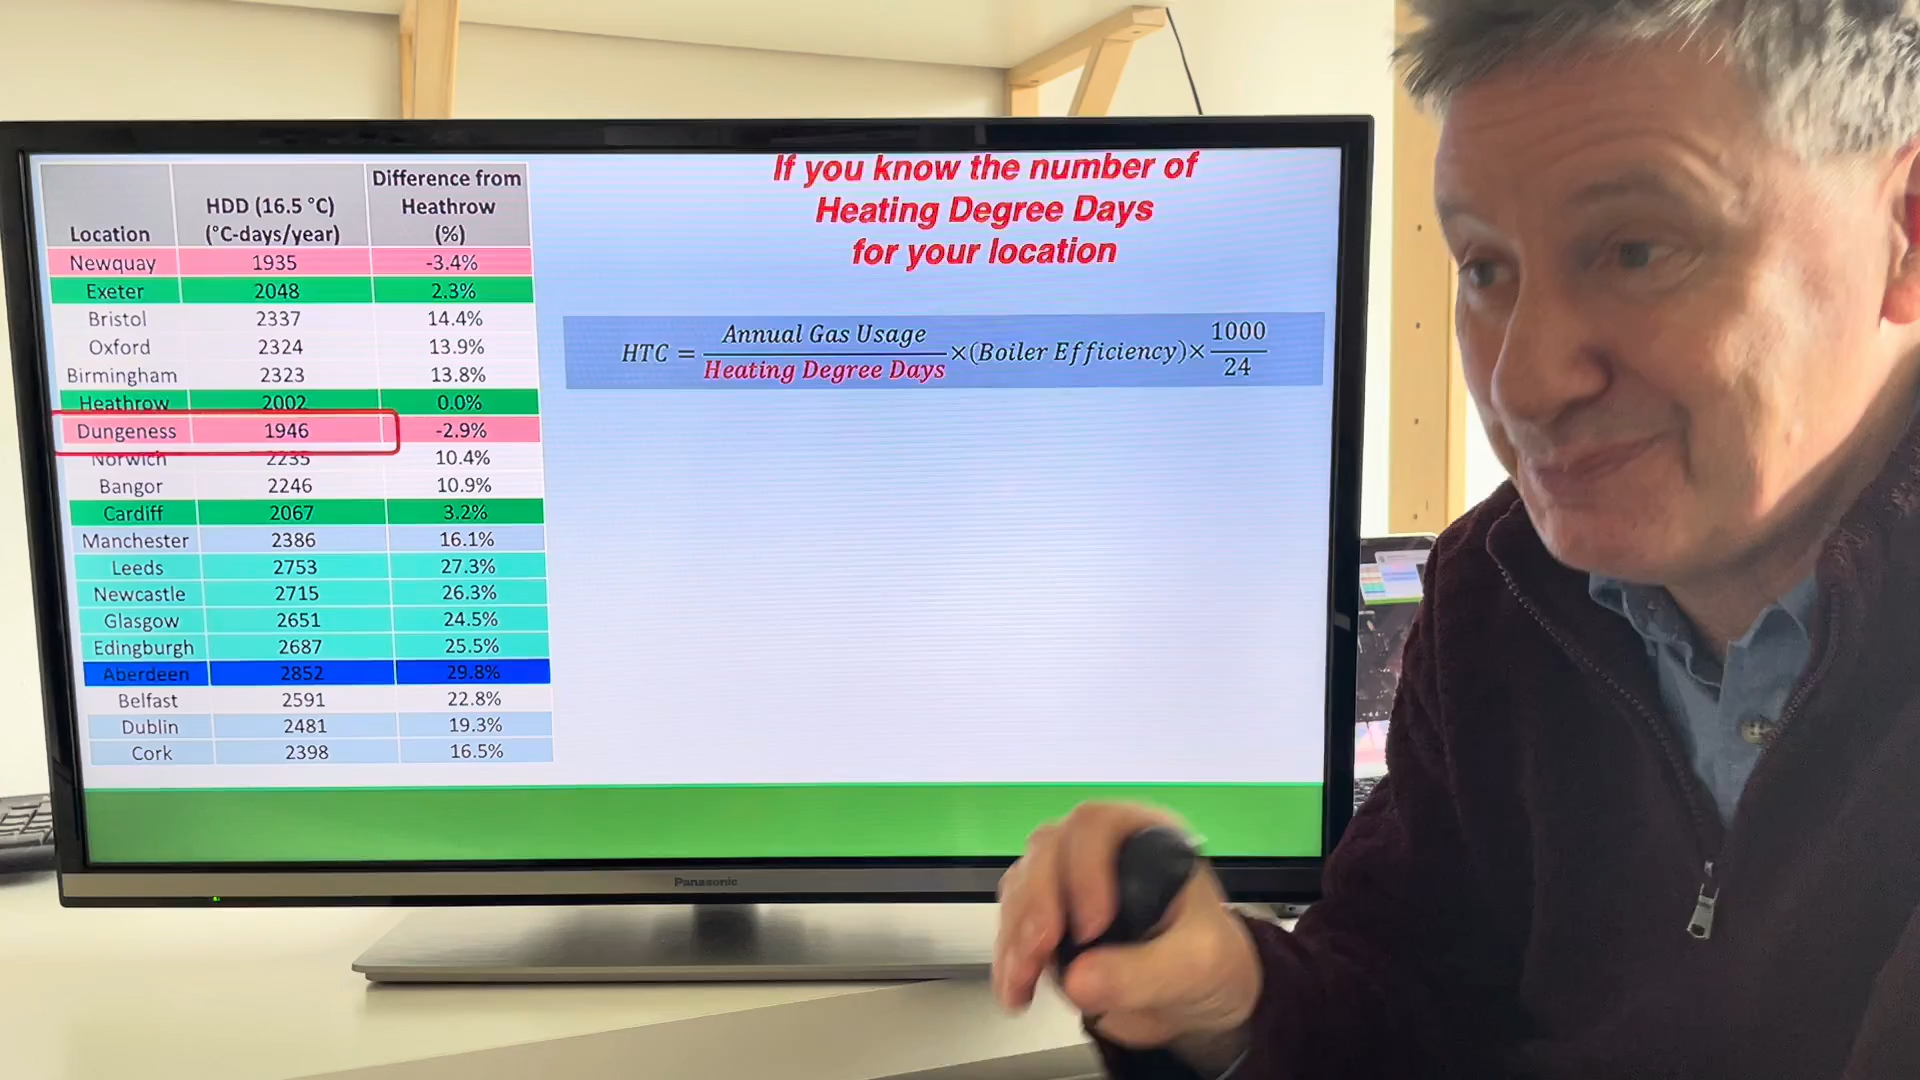 Location HDD (16.5 °C) (°C-days/year) Difference from Heathrow (%)
Newquay 1935 -3.4%
Exeter 2048 2.3%
Bristol 2337 14.4%
Oxford 2324 13.9%
Birmingham 2323 13.8%
Heathrow 2002 0.0%
Dungeness 1946 -2.9%
Norwich 2235 10.4%
Bangor 2246 10.9%
Cardiff 2067 3.2%
Manchester 2386 16.1%
Leeds 2753 27.3%
Newcastle 2715 26.3%
Glasgow 2651 24.5%
Edingburgh 2687 25.5%
Aberdeen 2852 29.8%
Belfast 2591 22.8%
Dublin 2481 19.3%
Cork 2398 16.5%
If you know the number of
Heating Degree Days
for your location
HTC = Annual Gas Usage / Heating Degree Days ×(Boiler Efficiency)× 1000 / 24
Panasonic